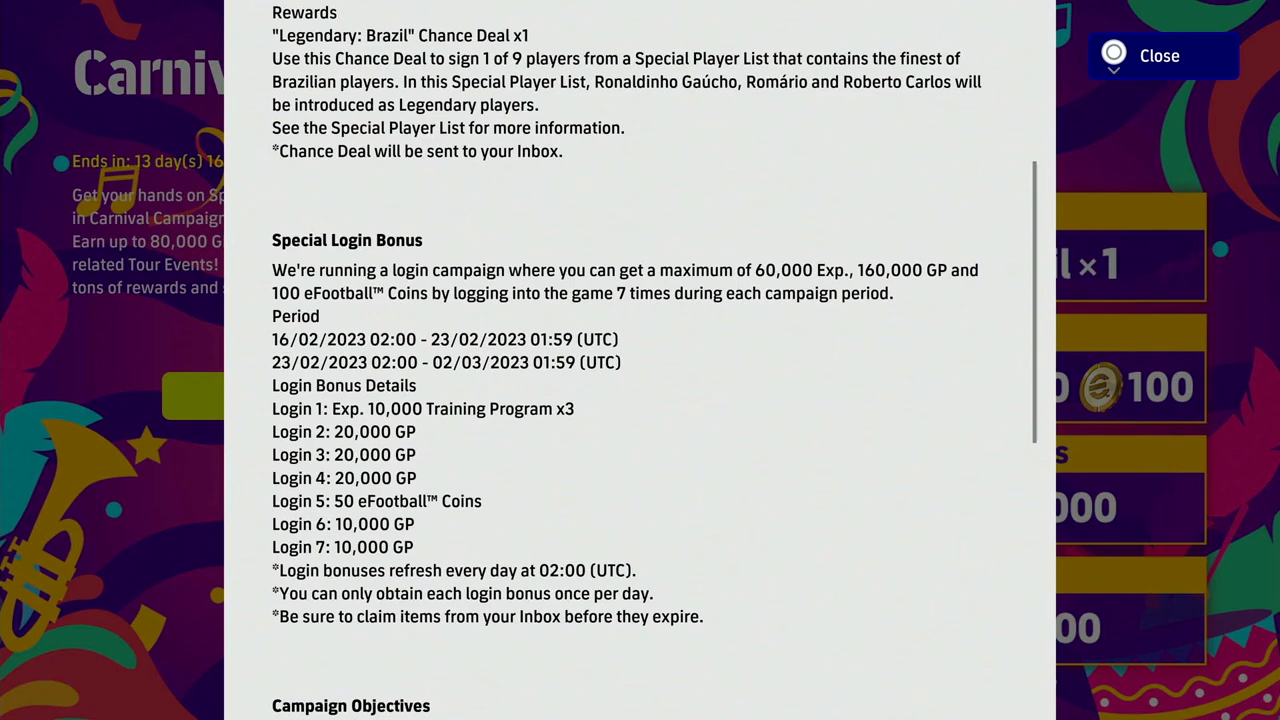 Rewards
"Legendary: Brazil" Chance Deal x1
Use this Chance Deal to sign 1 of 9 players from a Special Player List that contains the finest of
Brazilian players. In this Special Player List, Ronaldinho Gaúcho, Romário and Roberto Carlos will
be introduced as Legendary players.
See the Special Player List for more information.
*Chance Deal will be sent to your Inbox.
Special Login Bonus
We're running a login campaign where you can get a maximum of 60,000 Exp., 160,000 GP and
100 eFootball™ Coins by logging into the game 7 times during each campaign period.
Period
16/02/2023 02:00 - 23/02/2023 01:59 (UTC)
23/02/2023 02:00 - 02/03/2023 01:59 (UTC)
Login Bonus Details
Login 1: Exp. 10,000 Training Program x3
Login 2: 20,000 GP
Login 3: 20,000 GP
Login 4: 20,000 GP
Login 5: 50 eFootball™ Coins
Login 6: 10,000 GP
Login 7: 10,000 GP
*Login bonuses refresh every day at 02:00 (UTC).
*You can only obtain each login bonus once per day.
*Be sure to claim items from your Inbox before they expire.
Campaign Objectives
Close
Carniv
Ends in: 13 day(s) 16
Get your hands on Sp
in Carnival Campaign
Earn up to 80,000 G
related Tour Events!
tons of rewards and
l ×1
0 100
s
000
00